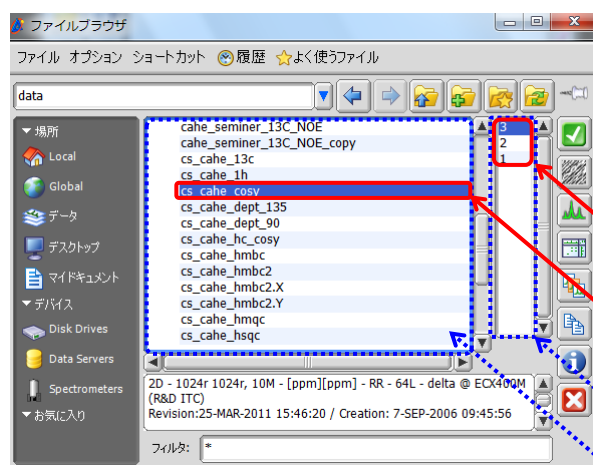 ファイルブラウザ
ファイル オプション ショートカット 履歴 よく使うファイル
data
▼場所
Local
Global
データ
デスクトップ
マイドキュメント
▼デバイス
Disk Drives
Data Servers
Spectrometers
▼お気に入り
cahe_seminer_13C_NOE
cahe_seminer_13C_NOE_copy
cs_cahe_13c
cs_cahe_1h
cs_cahe_cosy
cs_cahe_dept_135
cs_cahe_dept_90
cs_cahe_hc_cosy
cs_cahe_hmbc
cs_cahe_hmbc2
cs_cahe_hmbc2.X
cs_cahe_hmbc2.Y
cs_cahe_hmqc
cs_cahe_hsqc
3
2
1
2D - 1024r 1024r, 10M - [ppm][ppm] - RR - 64L - delta @ ECX400M
(R&D ITC)
Revision:25-MAR-2011 15:46:20 / Creation: 7-SEP-2006 09:45:56
フィルタ: *